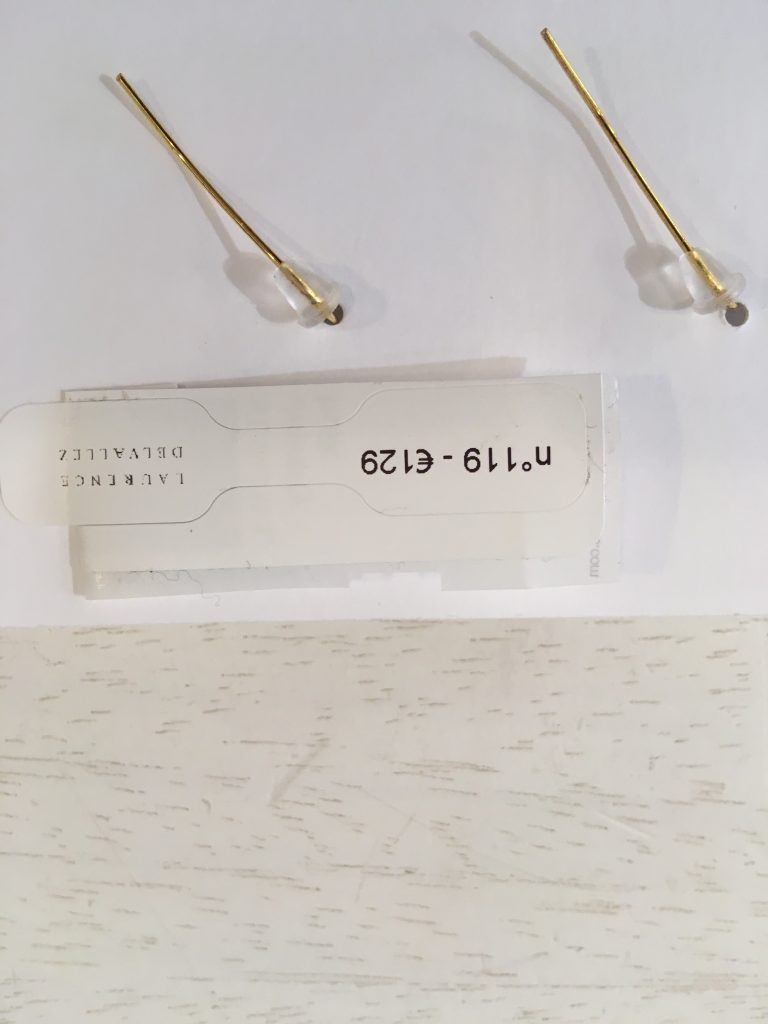 n°119 - €129
LAURENCE
DELVALLEZ